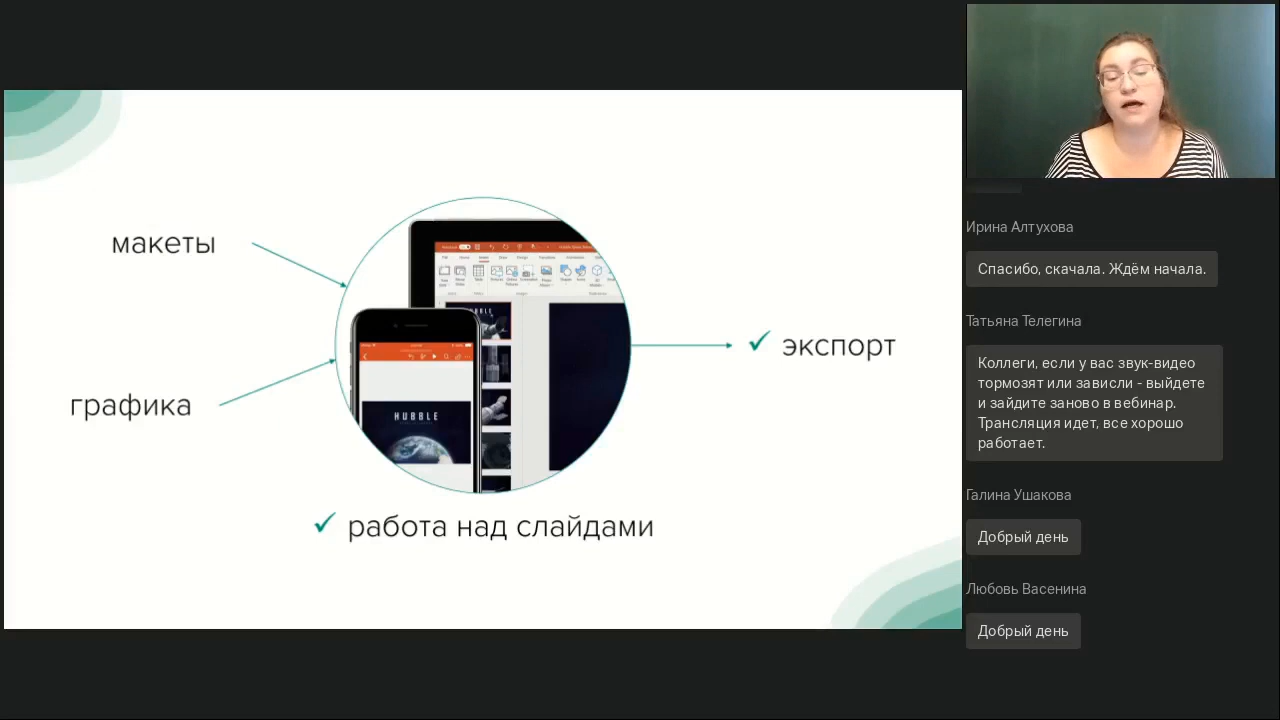 макеты
графика
экспорт
работа над слайдами
HUBBLE
HUBBLE
Ирина Алтухова
Спасибо, скачала. Ждём начала.
Татьяна Телегина
Коллеги, если у вас звук-видео
тормозят или зависли - выйдете
и зайдите заново в вебинар.
Трансляция идет, все хорошо
работает.
Галина Ушакова
Добрый день
Любовь Васенина
Добрый день